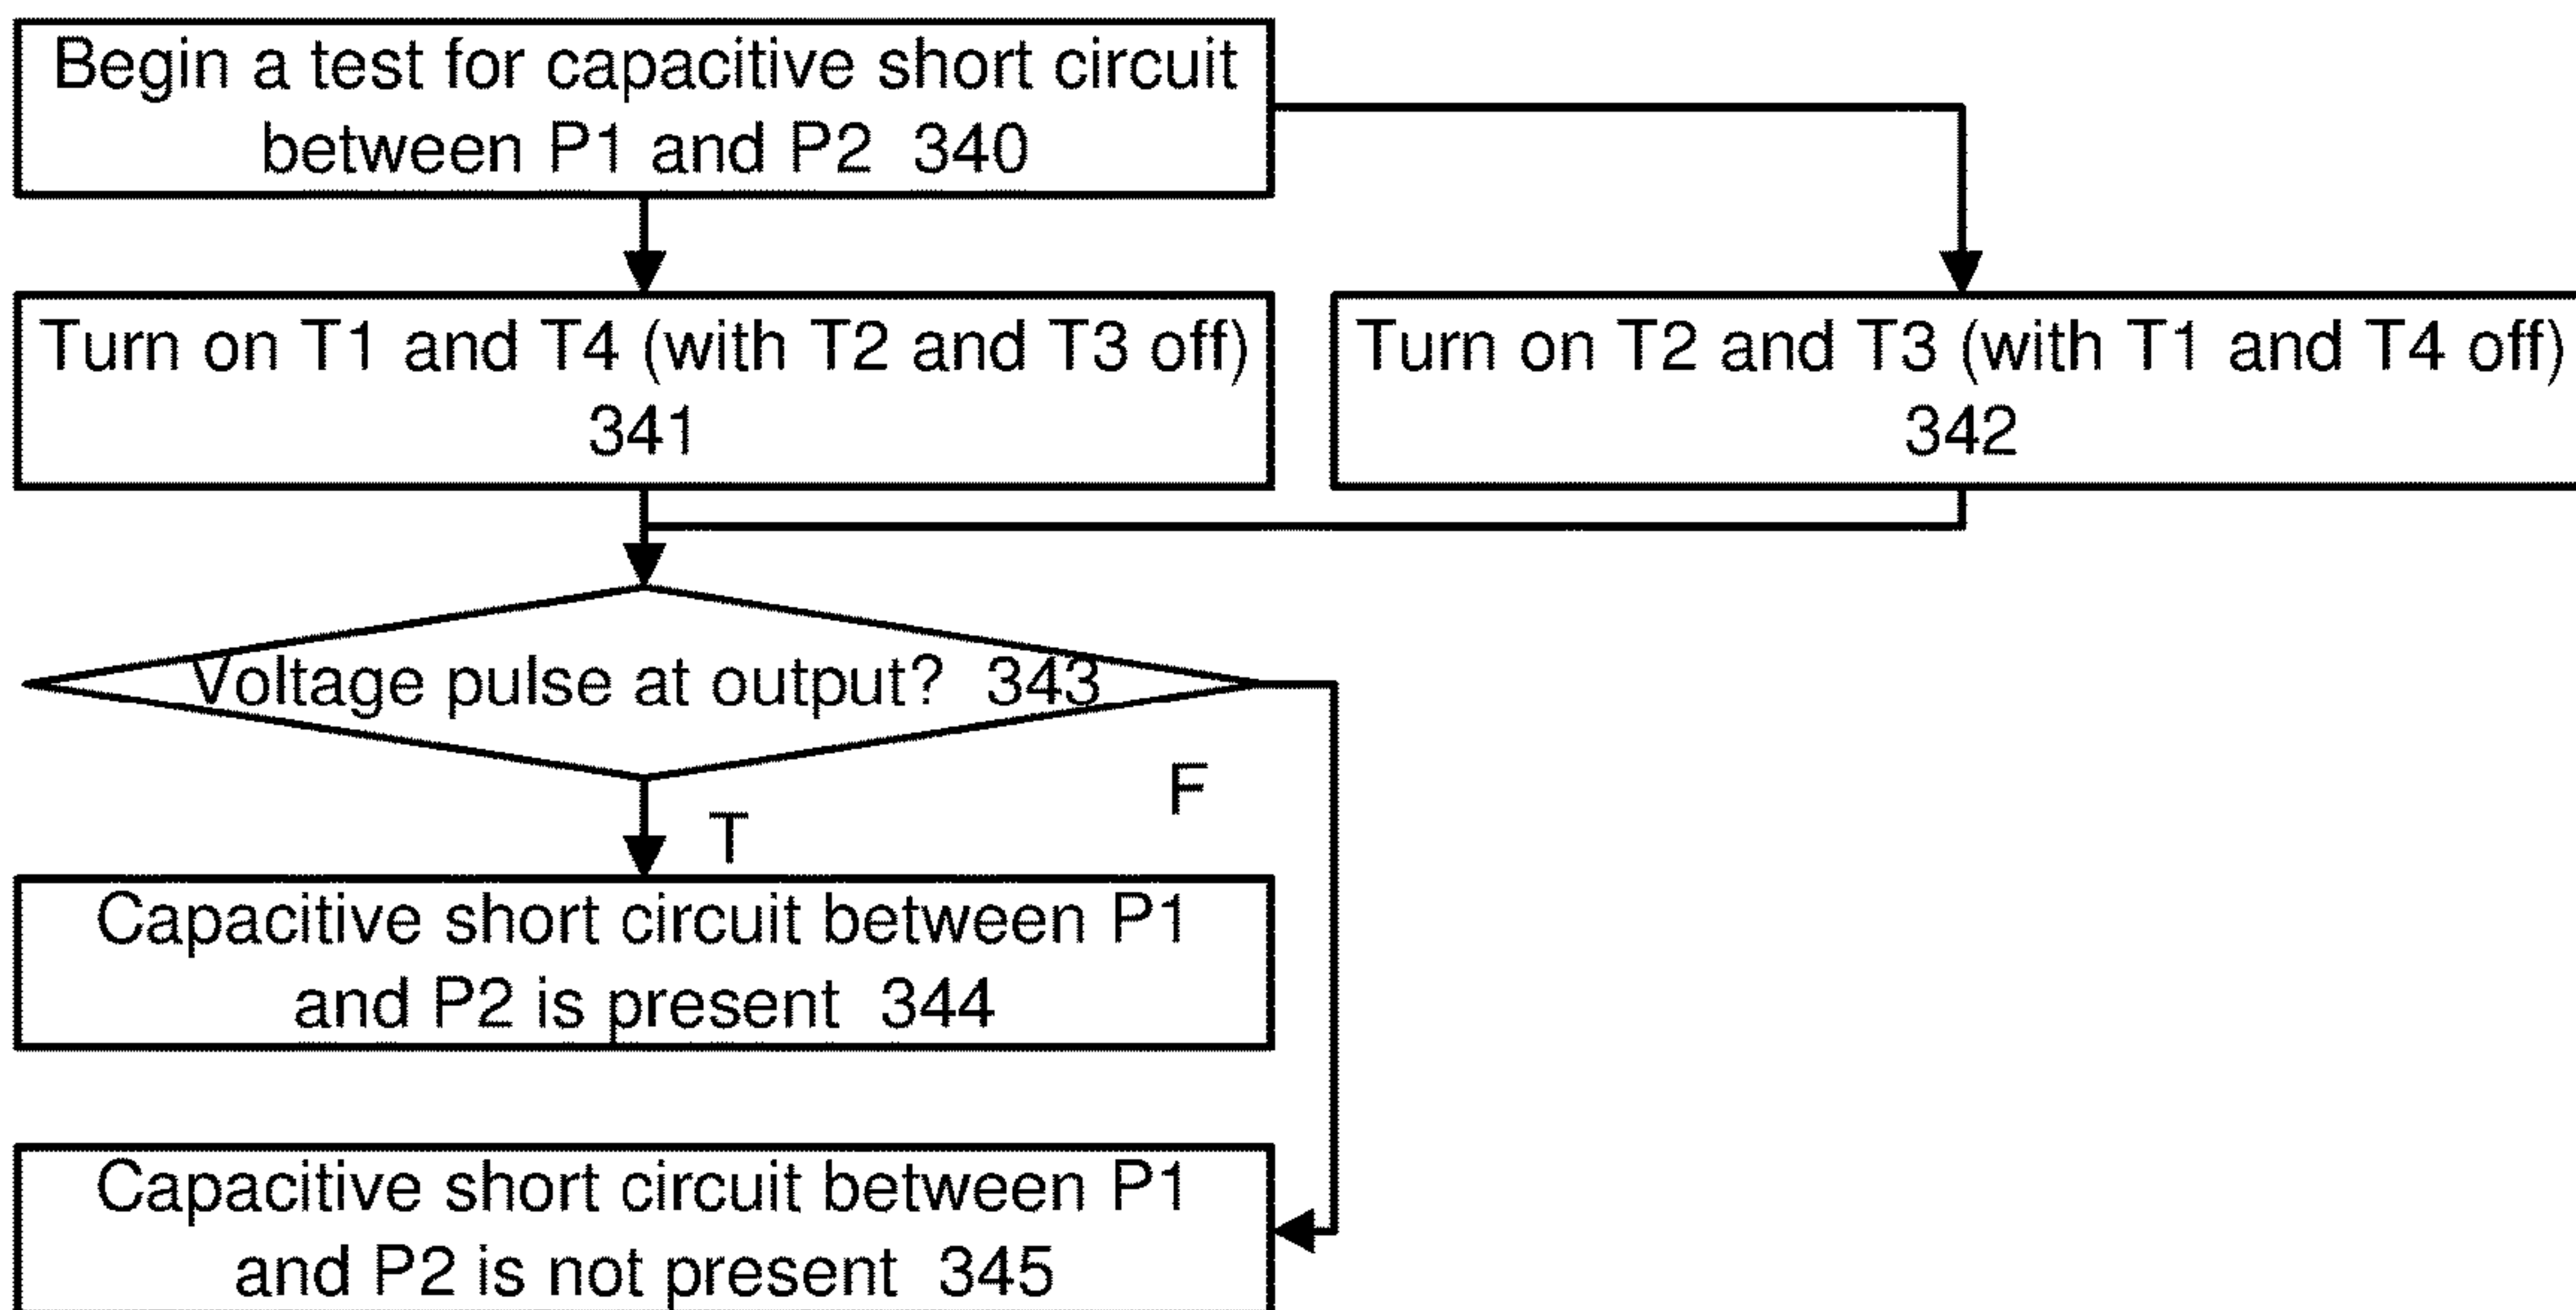 Begin a test for capacitive short circuit
between P1 and P2 340
Turn on T1 and T4 (with T2 and T3 off)
341
Turn on T2 and T3 (with T1 and T4 off)
342
Voltage pulse at output? 343
F
T
Capacitive short circuit between P1
and P2 is present 344
Capacitive short circuit between P1
and P2 is not present 345